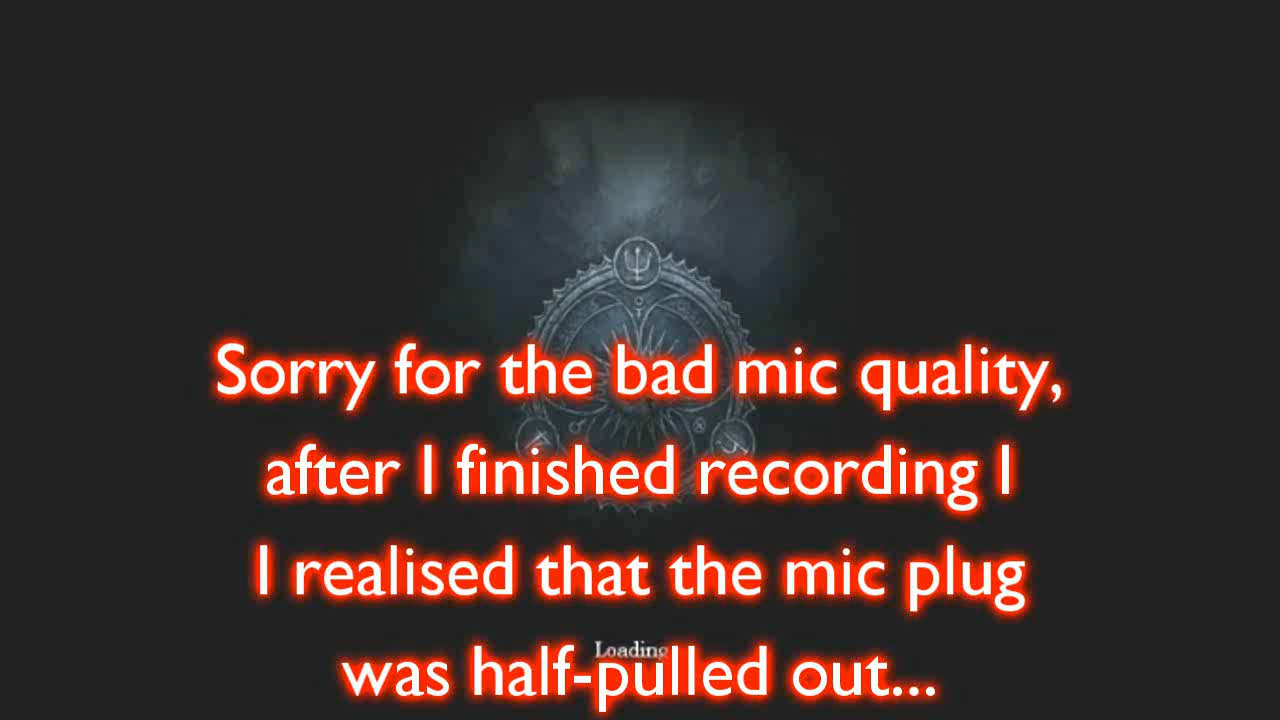 Sorry for the bad mic quality,
after I finished recording I
I realised that the mic plug
Loading
was half-pulled out...